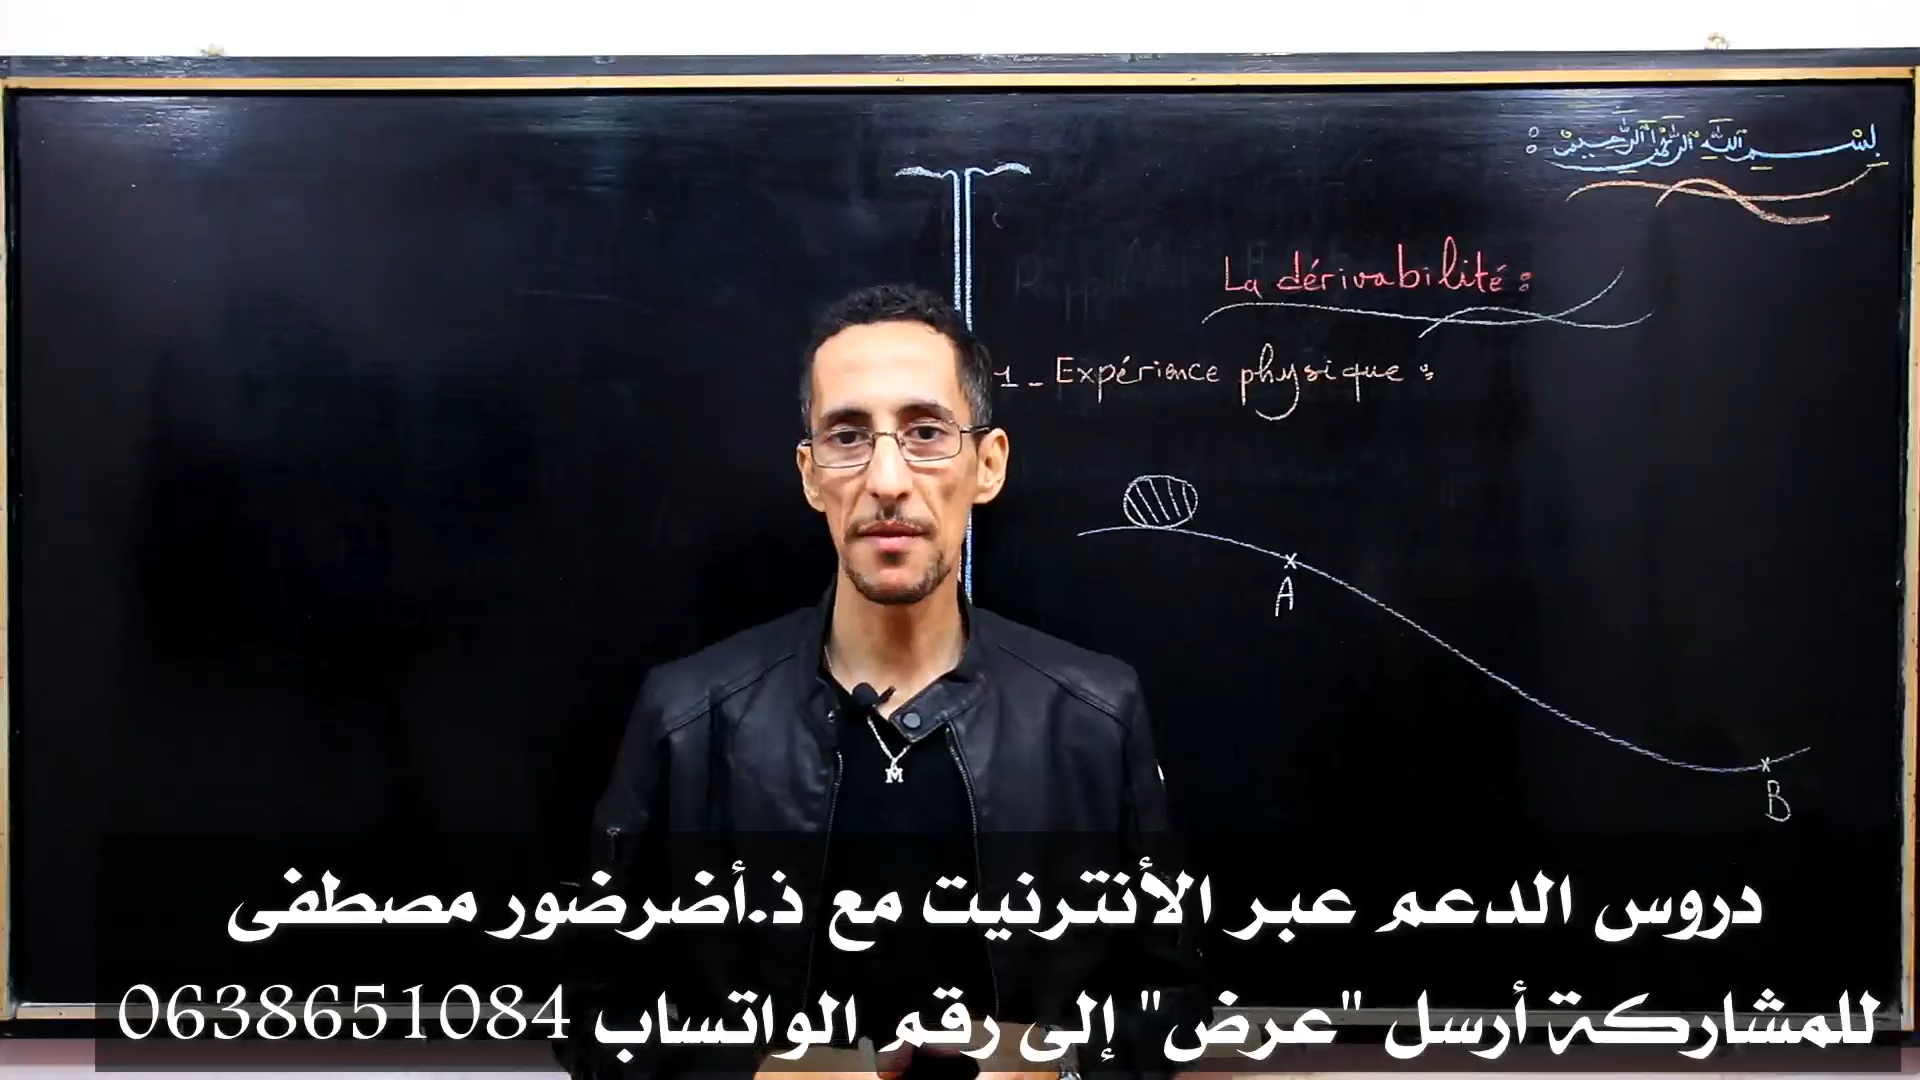 بسم الله الرحمن الرحيم :
La dérivabilité :
1 - Expérience physique :
A
B
M
دروس الدعم عبر الأنترنيت مع ذ.أضرضور مصطفى
للمشاركة أرسل "عرض" إلى رقم الواتساب 0638651084